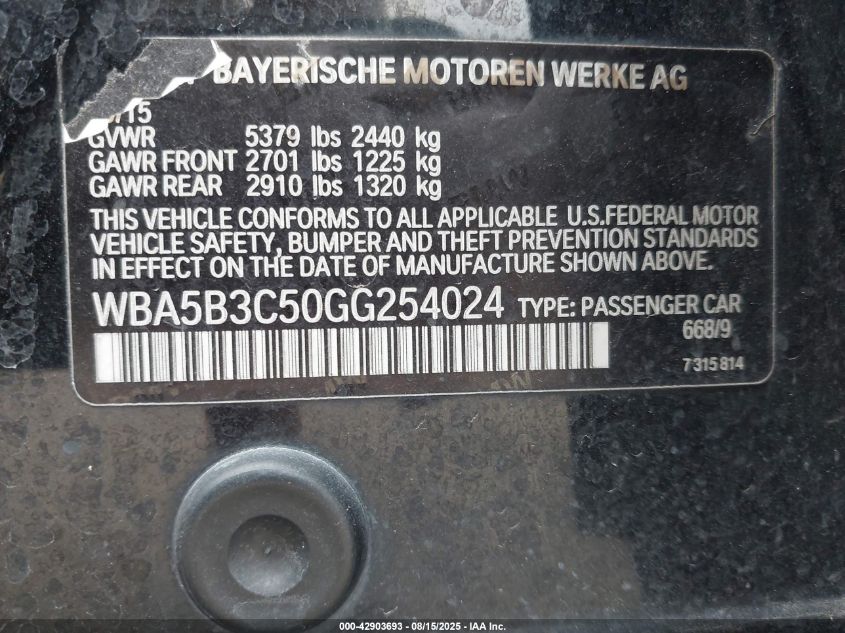 BAYERISCHE MOTOREN WERKE AG
/15
GVWR 5379 lbs 2440 kg
GAWR FRONT 2701 lbs 1225 kg
GAWR REAR 2910 lbs 1320 kg
THIS VEHICLE CONFORMS TO ALL APPLICABLE U.S.FEDERAL MOTOR
VEHICLE SAFETY, BUMPER AND THEFT PREVENTION STANDARDS
IN EFFECT ON THE DATE OF MANUFACTURE SHOWN ABOVE.
WBA5B3C50GG254024 TYPE: PASSENGER CAR
668/9
7315814
000-42903693 - 08/15/2025 - IAA Inc.